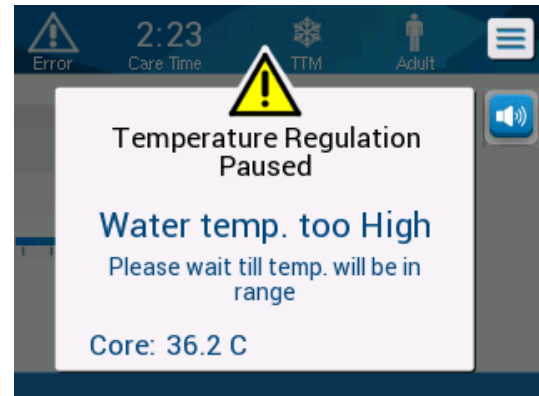 Error
2:23
Care Time
TTM
Adult
Temperature Regulation
Paused
Water temp. too High
Please wait till temp. will be in
range
Core: 36.2 C